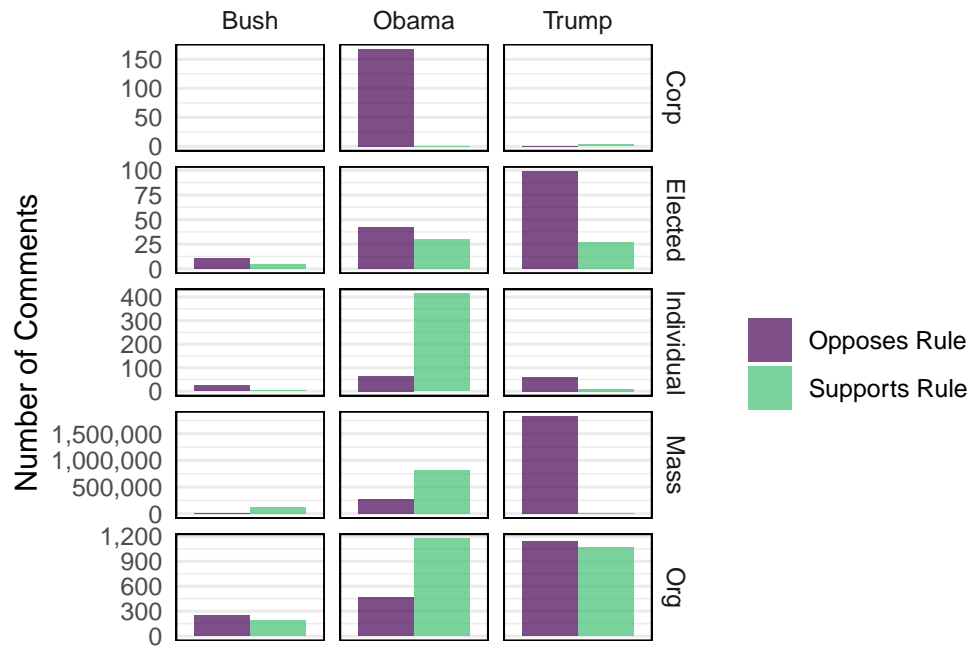 Bush Obama Trump
150
100
50
0
Corp
100
75
50
25
0
Elected
400
300
200
100
0
Individual
1,500,000
1,000,000
500,000
0
Mass
1,200
900
600
300
0
Org
Number of Comments
Opposes Rule
Supports Rule